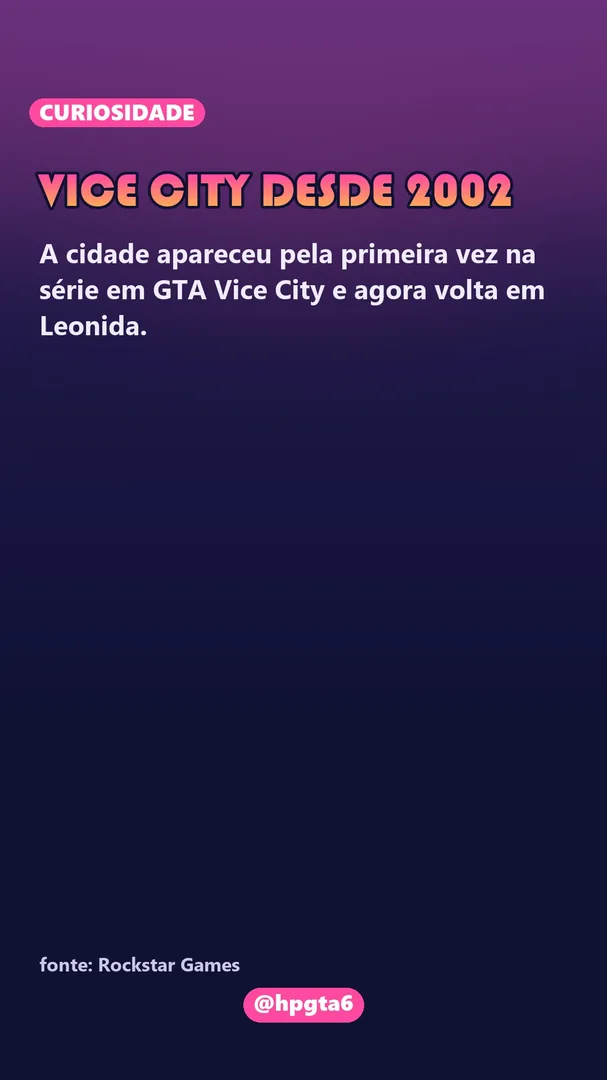 CURIOSIDADE
VICE CITY DESDE 2002
A cidade apareceu pela primeira vez na
série em GTA Vice City e agora volta em
Leonida.
fonte: Rockstar Games
@hpgta6